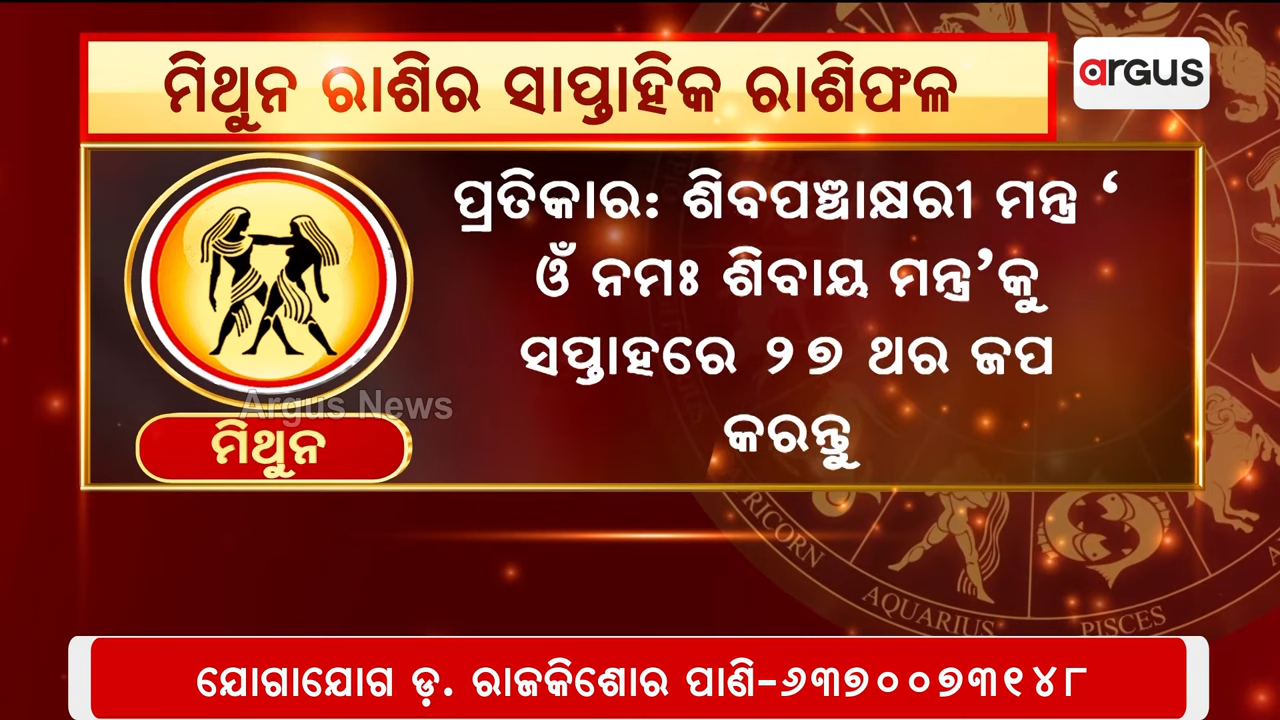 ମିଥୁନ ରାଶିର ସାପ୍ତାହିକ ରାଶିଫଳ
argus
ପ୍ରତିକାର: ଶିବପଞ୍ଚାକ୍ଷରୀ ମନ୍ତ୍ର ‘
ଓଁ ନମଃ ଶିବାୟ ମନ୍ତ୍ର’କୁ
ସପ୍ତାହରେ ୨୭ ଥର ଜପ
କରନ୍ତୁ
Argus News
ମିଥୁନ
RICORN
AQUARIUS
PISCES
ଯୋଗାଯୋଗ ଡ଼. ରାଜକିଶୋର ପାଣି-୬୩୭୦୦୭୩୧୪୮